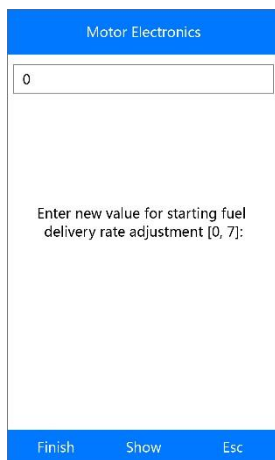 Motor Electronics
0
Enter new value for starting fuel
delivery rate adjustment [0, 7]:
Finish Show Esc